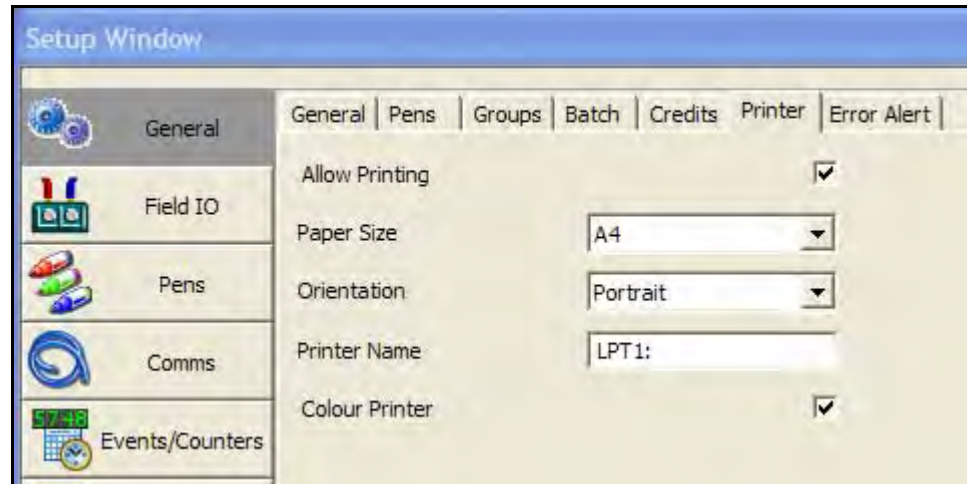 Setup Window
General
Field IO
Pens
Comms
57:48
Events/Counters
General Pens Groups Batch Credits Printer Error Alert
Allow Printing
Paper Size A4
Orientation Portrait
Printer Name LPT1:
Colour Printer